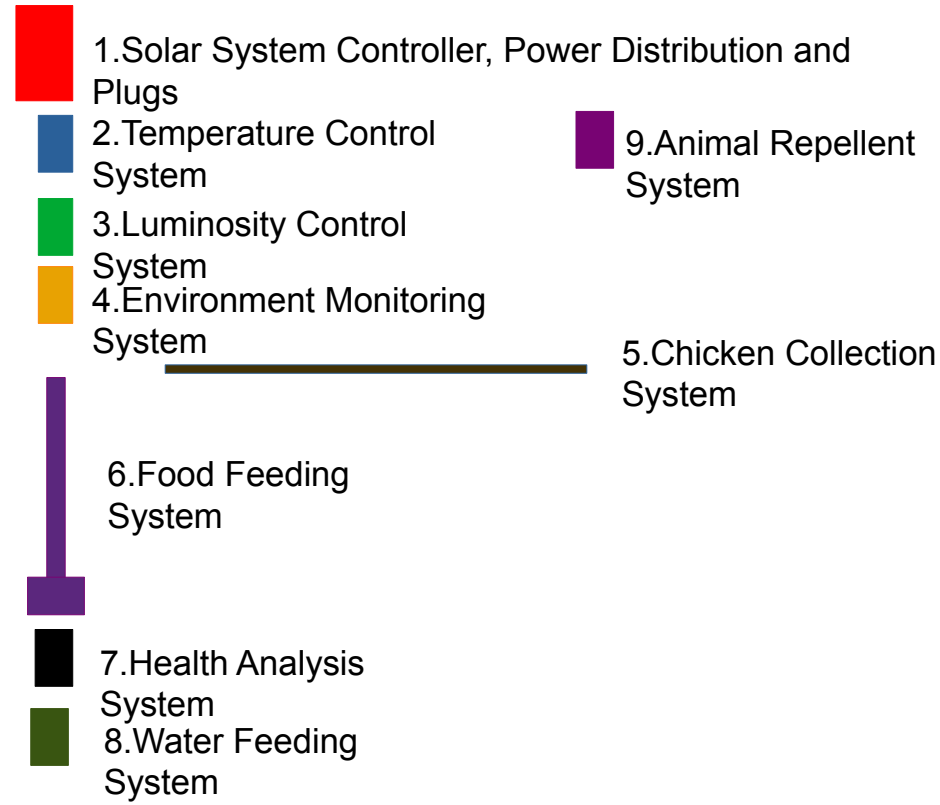 1.Solar System Controller, Power Distribution and
Plugs
2.Temperature Control
System
9.Animal Repellent
System
3.Luminosity Control
System
4.Environment Monitoring
System
5.Chicken Collection
System
6.Food Feeding
System
7.Health Analysis
System
8.Water Feeding
System